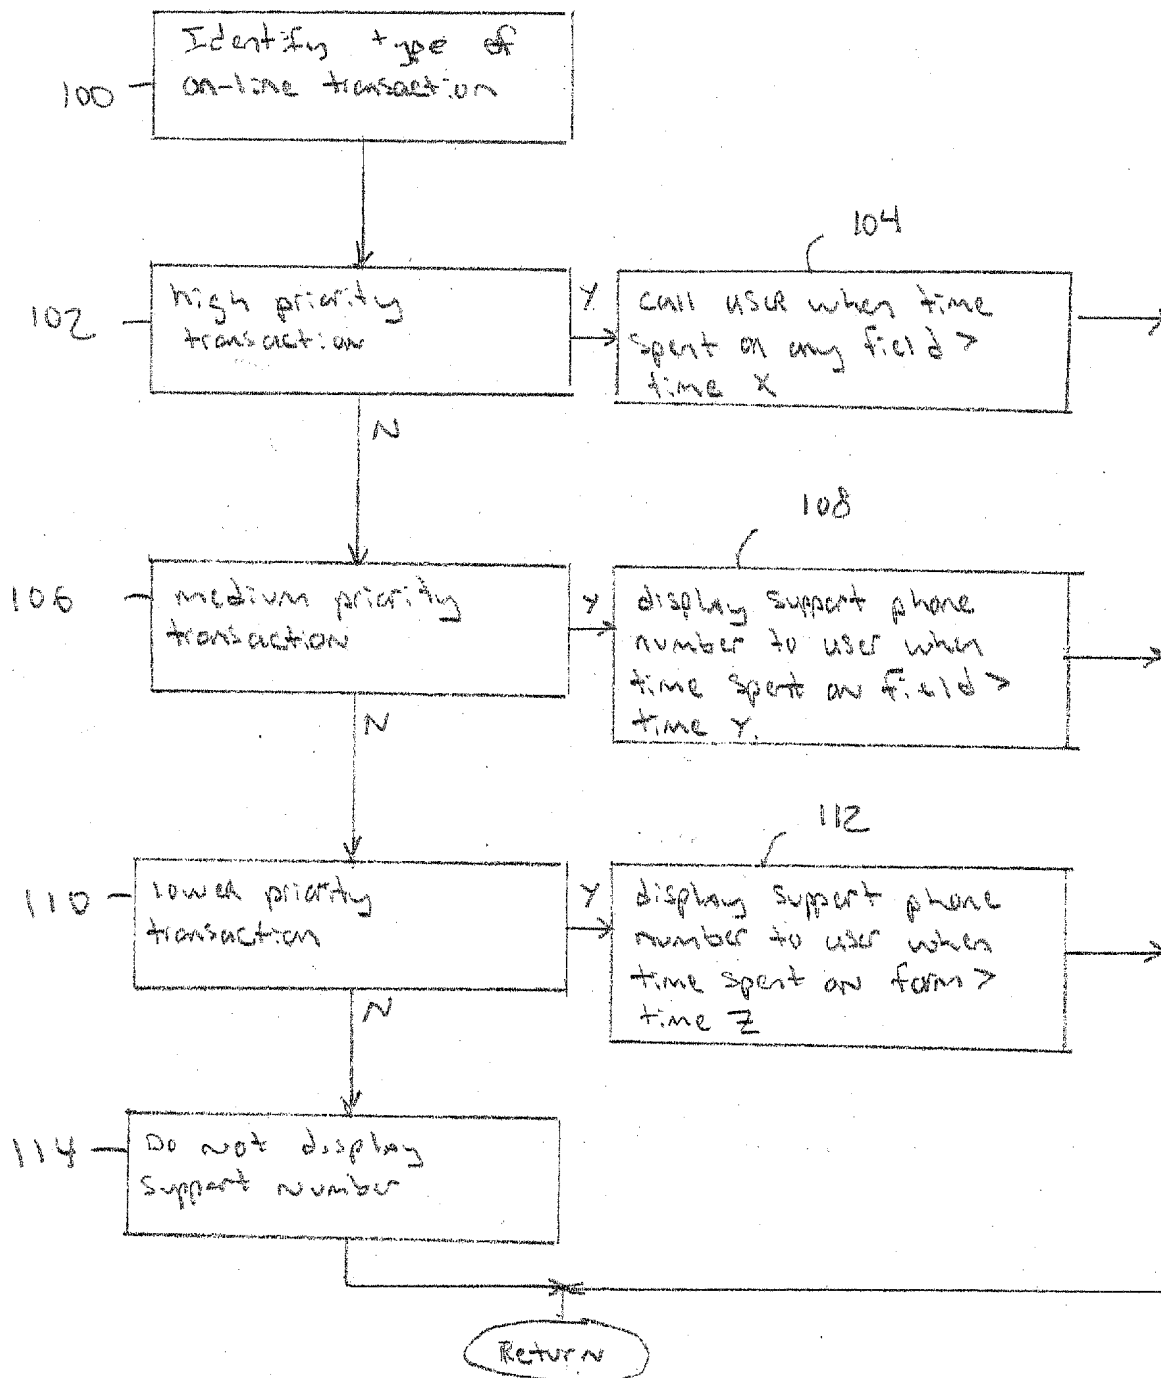 Identify type of
on-line transaction
100
104
high priority
transaction
102
Y
call user when time
spent on any field >
time X
N
108
medium priority
transaction
106
Y
display support phone
number to user when
time spent on field >
time Y.
N
112
lower priority
transaction
110
Y
display support phone
number to user when
time spent on form >
time Z
N
Do not display
support number
114
Return